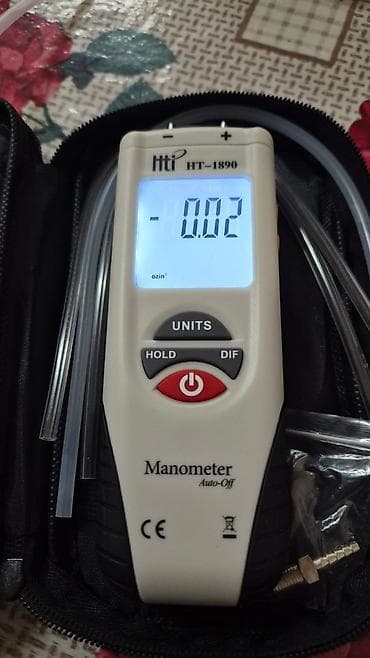 - +
Hti HT-1890
- 0.02
ozin²
UNITS
HOLD DIF
Manometer
Auto-Off
CE